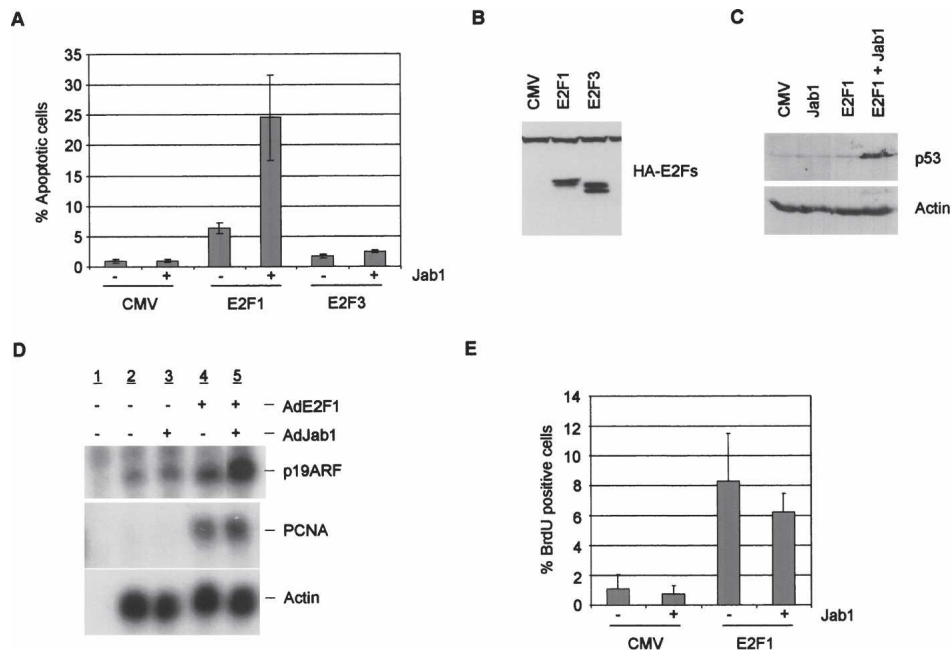 A
35
30
25
20
15
10
5
0
% Apoptotic cells
- + - + - + Jab1
CMV E2F1 E2F3
B
CMV
E2F1
E2F3
HA-E2Fs
C
CMV
Jab1
E2F1
E2F1 + Jab1
p53
Actin
D
1 2 3 4 5
- - - + + – AdE2F1
- - + - + – AdJab1
– p19ARF
– PCNA
– Actin
E
14
12
10
8
6
4
2
0
% BrdU positive cells
- + - + Jab1
CMV E2F1